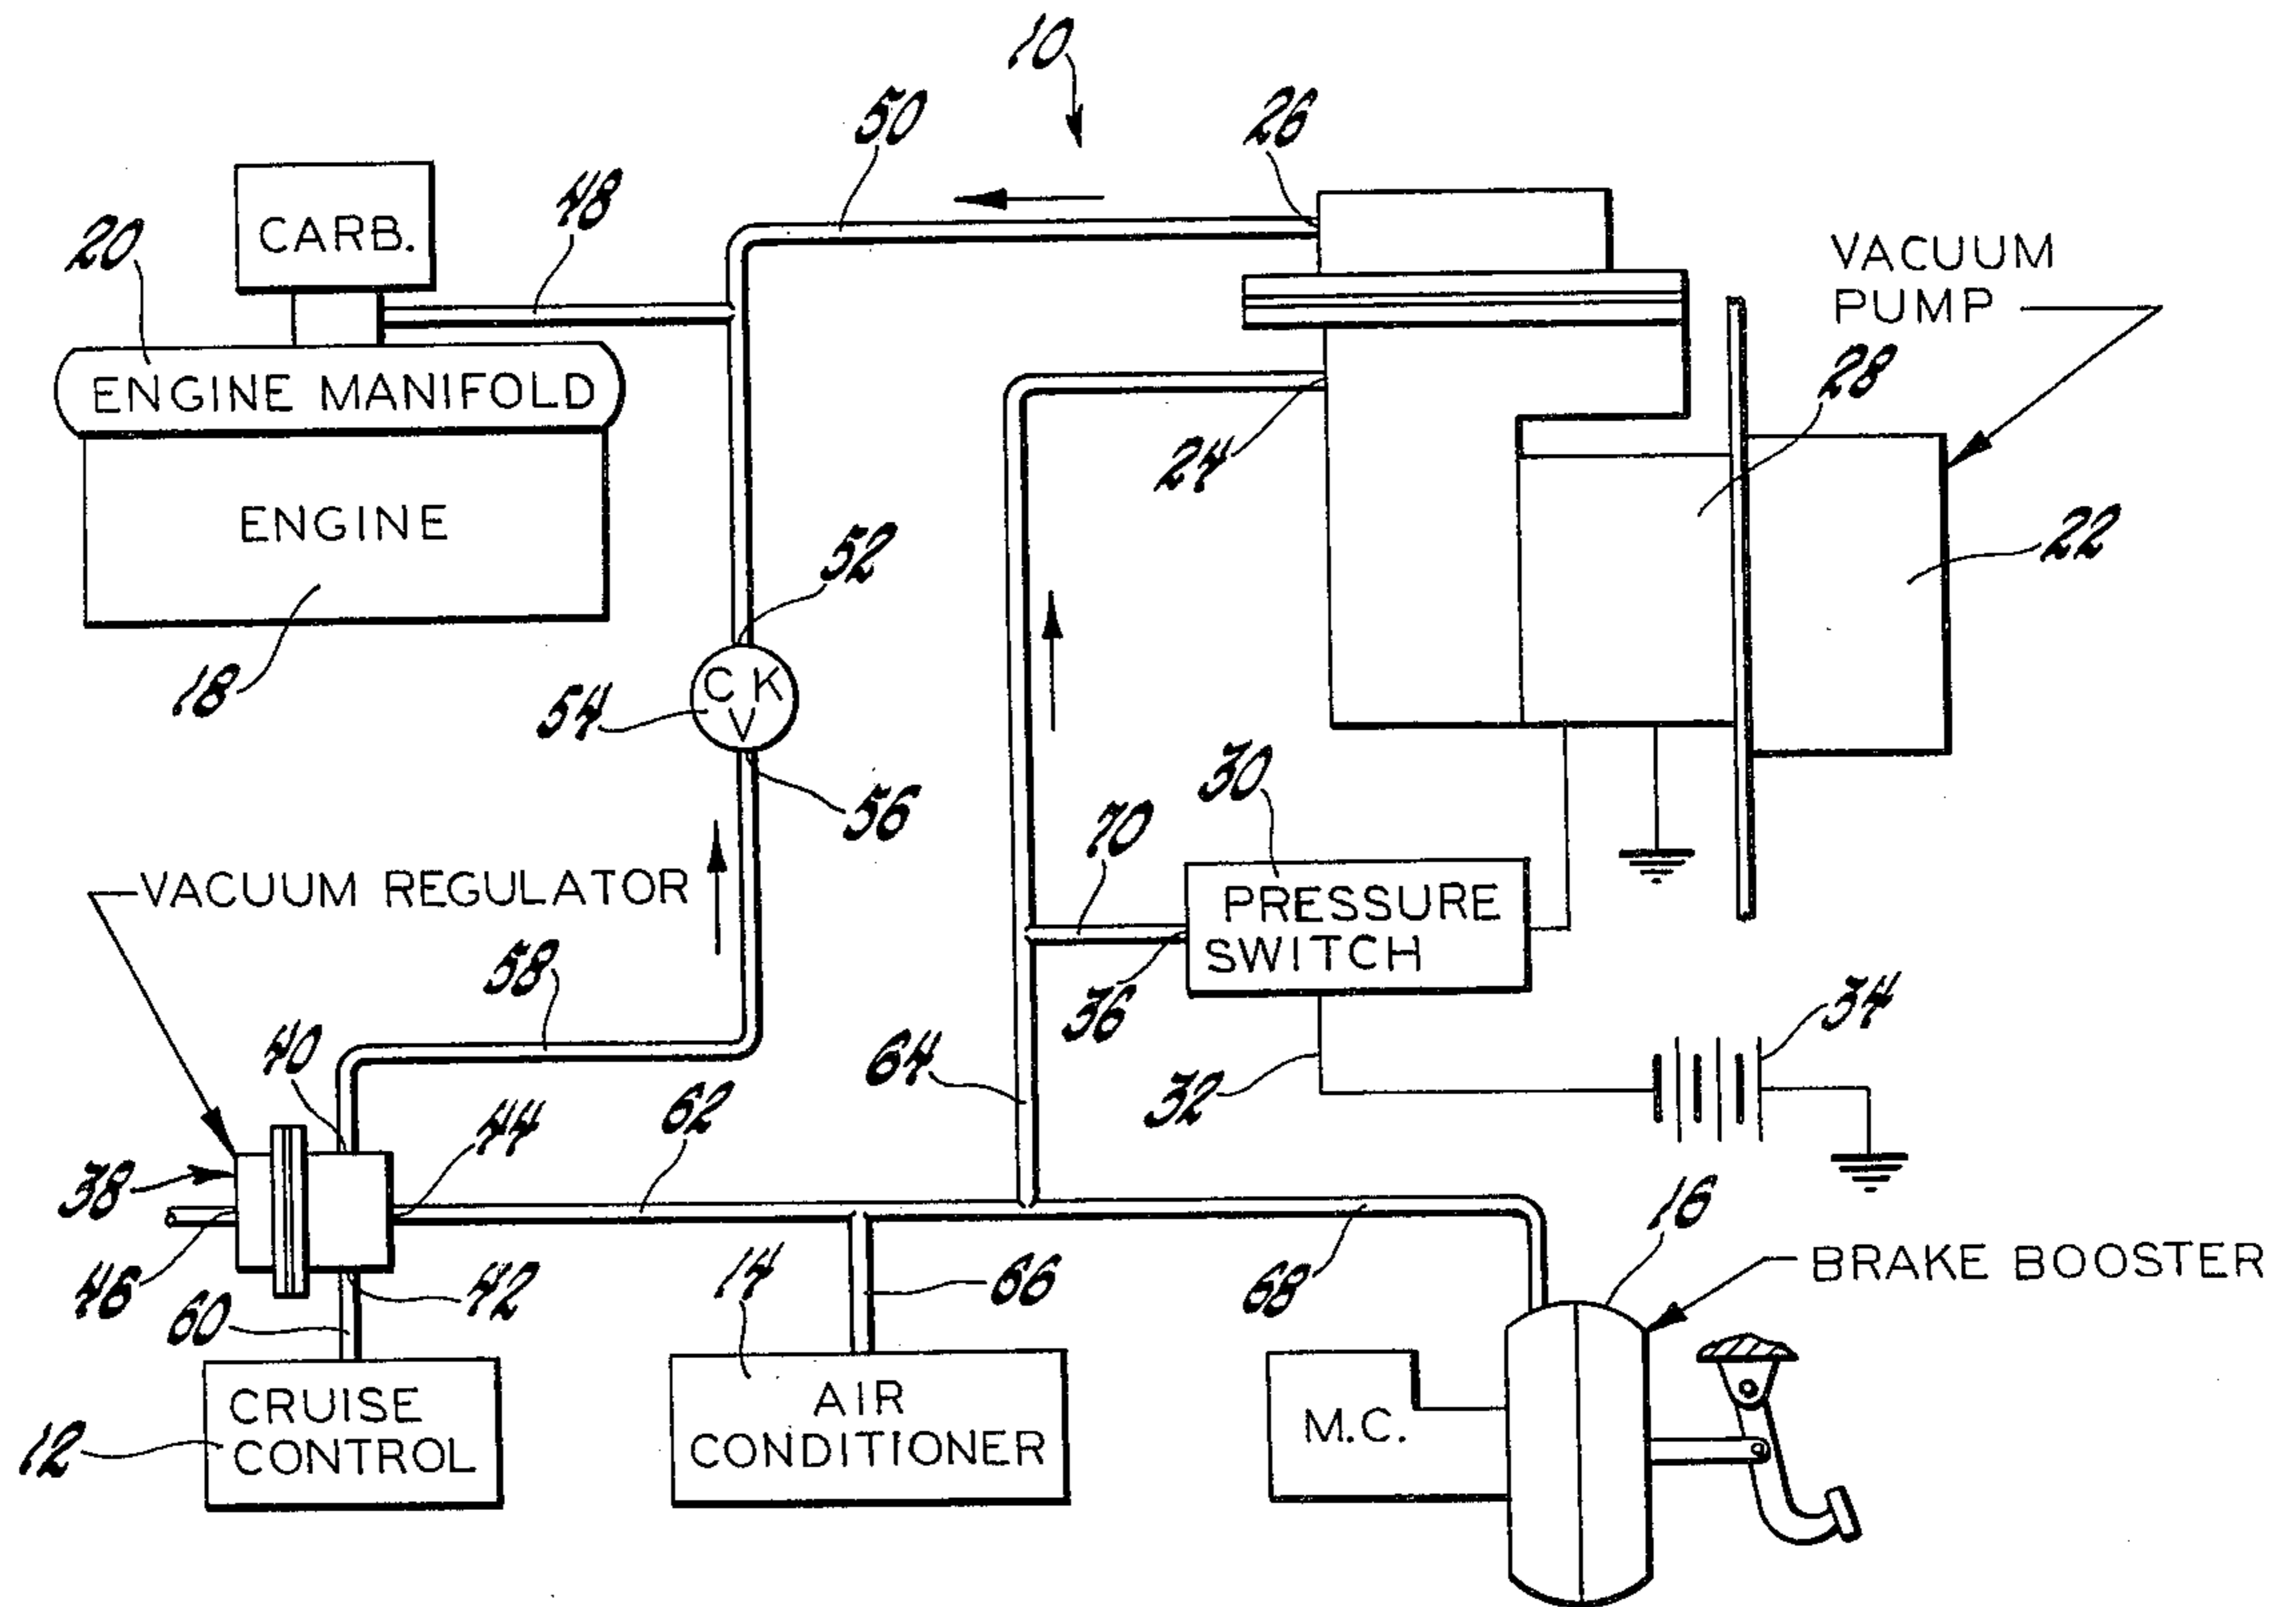 10
50
26
48
CARB.
20
VACUUM
PUMP
28
ENGINE MANIFOLD
24
ENGINE
52
22
18
54
C K
V
30
56
70
VACUUM REGULATOR
PRESSURE
SWITCH
58
36
34
40
64
32
62
44
38
16
46
60
42
14
66
68
BRAKE BOOSTER
CRUISE
CONTROL
12
AIR
CONDITIONER
M.C.